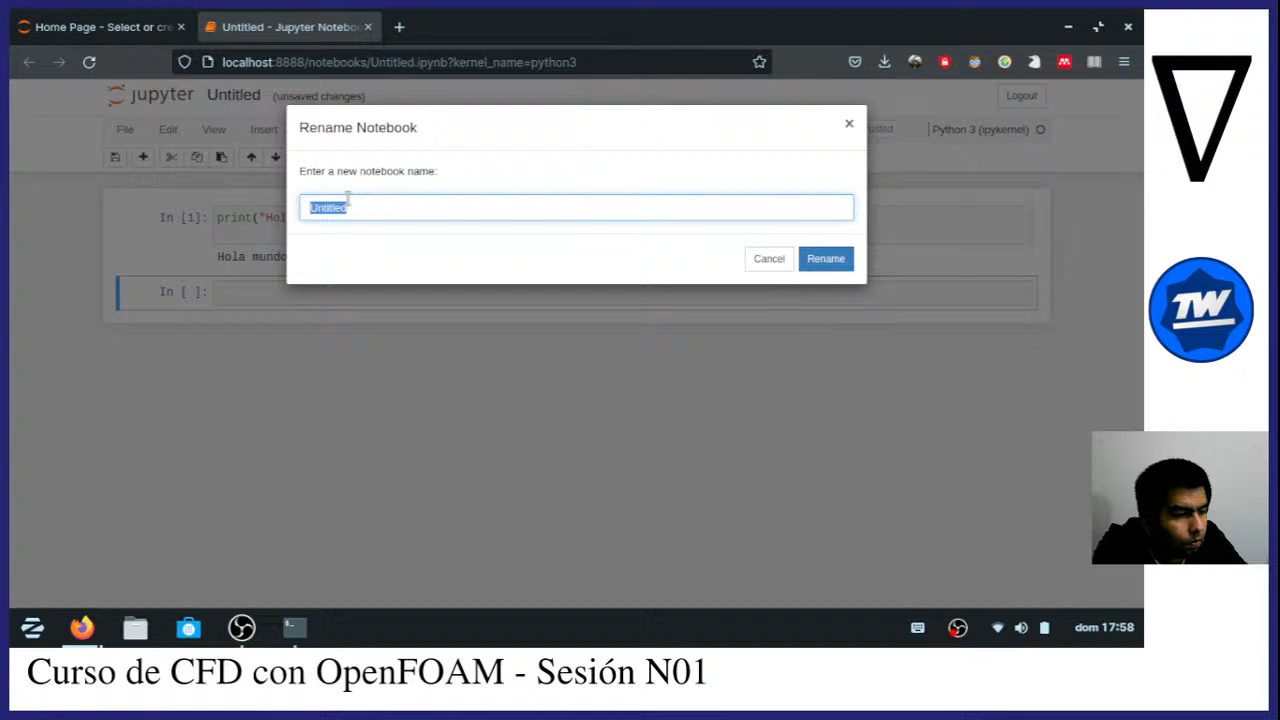 Home Page - Select or cre
Untitled - Jupyter Noteboo
localhost:8888/notebooks/Untitled.ipynb?kernel_name=python3
jupyter Untitled (unsaved changes)
Logout
File Edit View Insert
usted
Python 3 (ipykernel)
Rename Notebook
Enter a new notebook name:
Untitled
Cancel Rename
In [1]: print("Hol
Hola mundo
In [ ]:
TW
dom 17:58
Curso de CFD con OpenFOAM - Sesión N01